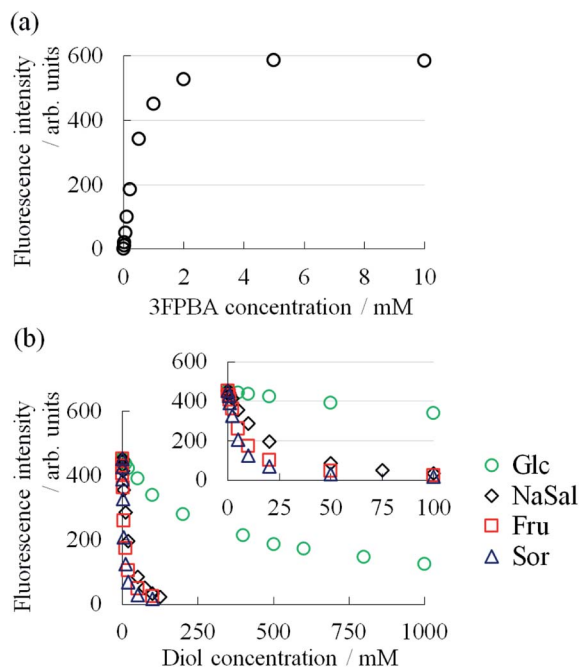 (a)
Fluorescence intensity
/ arb. units
600
400
200
0
0 2 4 6 8 10
3FPBA concentration / mM
(b)
Fluorescence intensity
/ arb. units
600
400
200
0
0 250 500 750 1000
Diol concentration / mM
600
400
200
0
0 25 50 75 100
Glc
NaSal
Fru
Sor